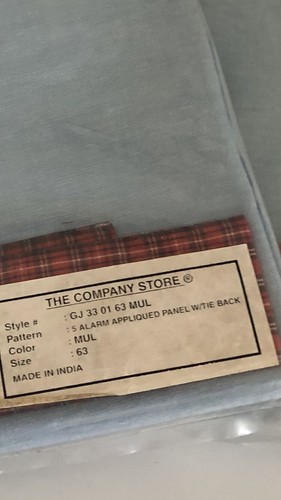 THE COMPANY STORE ®
Style # : GJ 33 01 63 MUL
Pattern : 5 ALARM APPLIQUED PANEL W/TIE BACK
Color : MUL
Size : 63
MADE IN INDIA